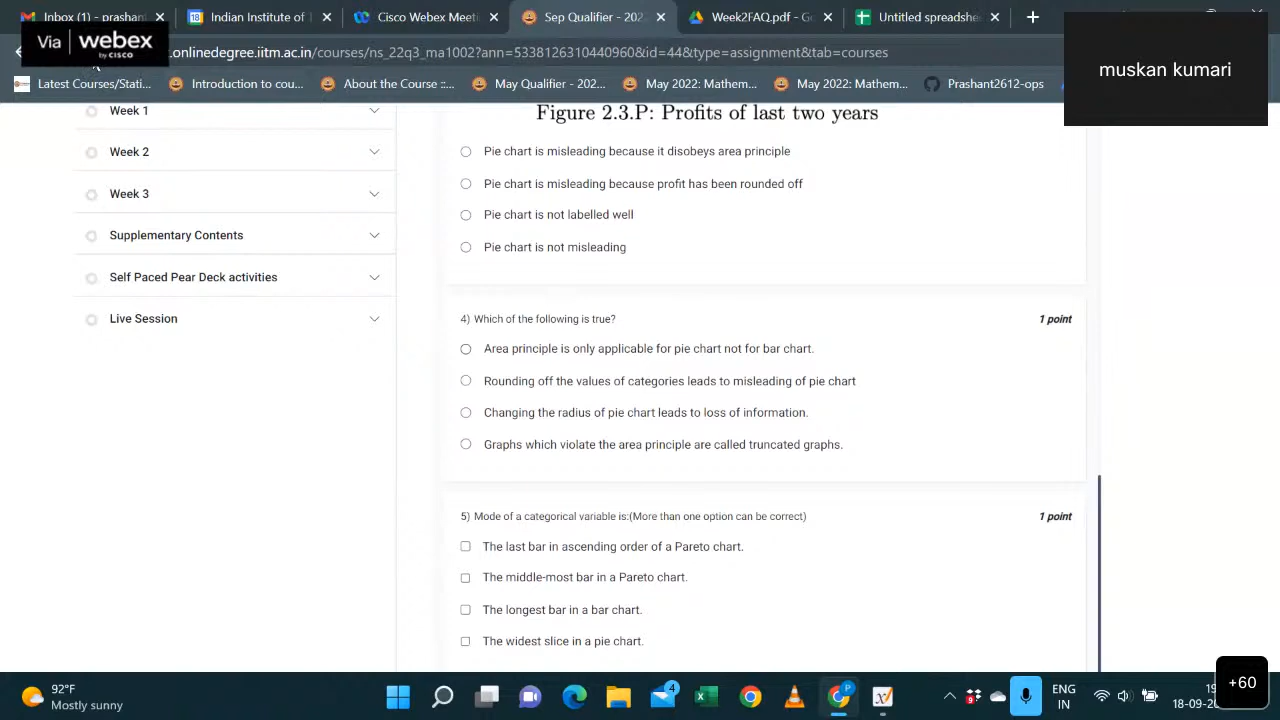 Inbox (1) - prashant
Indian Institute of
Cisco Webex Meeti
Sep Qualifier - 202
Week2FAQ.pdf - Go
Untitled spreadshee
Via webex
by CISCO
.onlinedegree.iitm.ac.in/courses/ns_22q3_ma1002?ann=5336126310440960&id=44&type=assignment&tab=courses
muskan kumari
Latest Courses/Stati...
Introduction to cou...
About the Course ::...
May Qualifier - 202...
May 2022: Mathem...
May 2022: Mathem...
Prashant2612-ops
Week 1
Week 2
Week 3
Supplementary Contents
Self Paced Pear Deck activities
Live Session
Figure 2.3.P: Profits of last two years
Pie chart is misleading because it disobeys area principle
Pie chart is misleading because profit has been rounded off
Pie chart is not labelled well
Pie chart is not misleading
4) Which of the following is true?
1 point
Area principle is only applicable for pie chart not for bar chart.
Rounding off the values of categories leads to misleading of pie chart
Changing the radius of pie chart leads to loss of information.
Graphs which violate the area principle are called truncated graphs.
5) Mode of a categorical variable is:(More than one option can be correct)
1 point
The last bar in ascending order of a Pareto chart.
The middle-most bar in a Pareto chart.
The longest bar in a bar chart.
The widest slice in a pie chart.
92°F
Mostly sunny
4
P
9
ENG
IN
19
18-09-20
+60